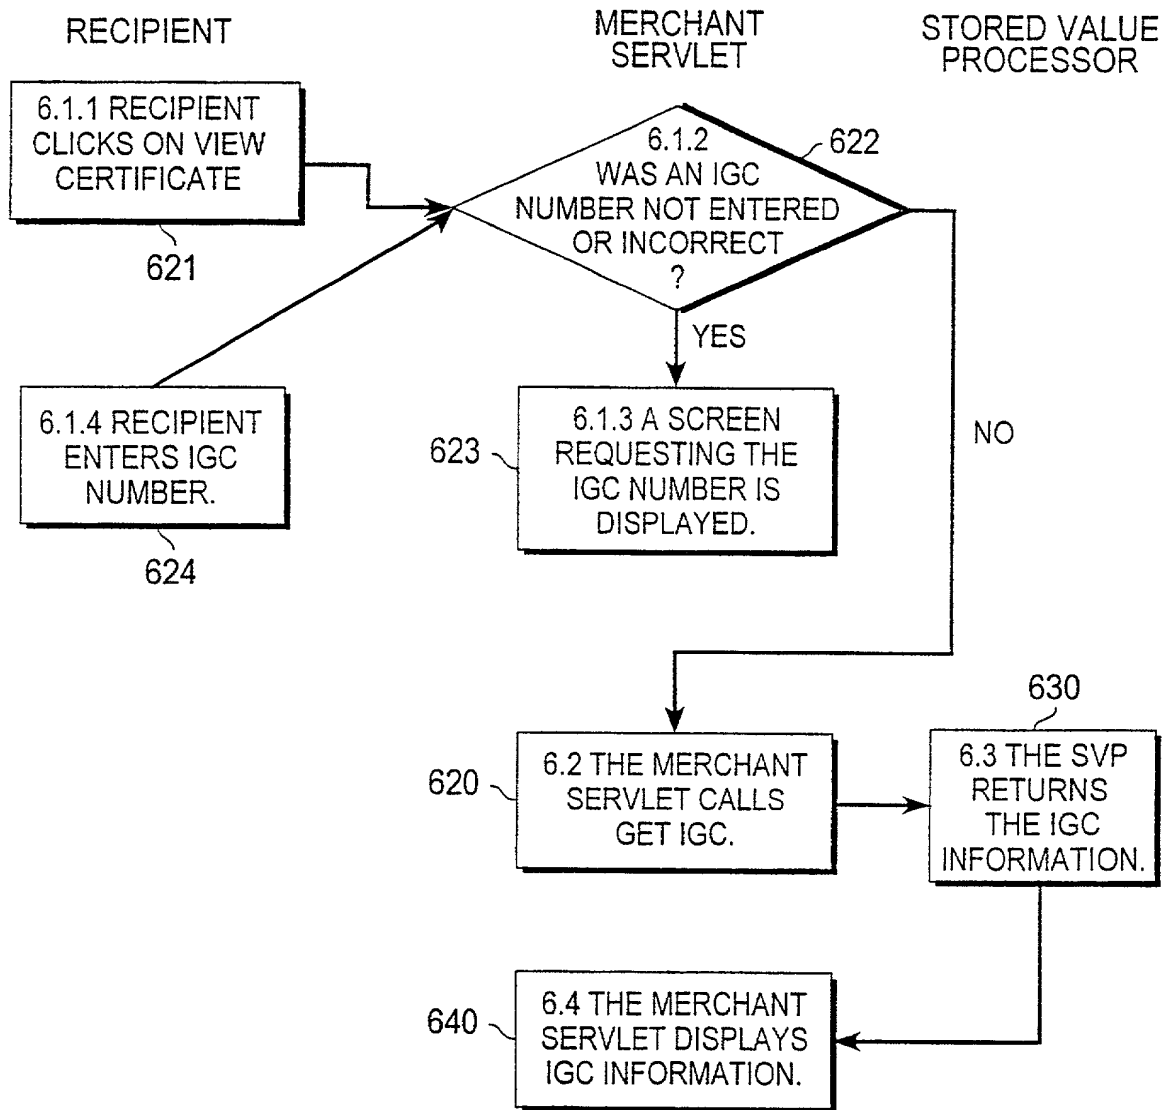 RECIPIENT
MERCHANT
SERVLET
STORED VALUE
PROCESSOR
6.1.1 RECIPIENT
CLICKS ON VIEW
CERTIFICATE
621
6.1.2
WAS AN IGC
NUMBER NOT ENTERED
OR INCORRECT
?
622
YES
NO
6.1.4 RECIPIENT
ENTERS IGC
NUMBER.
624
623
6.1.3 A SCREEN
REQUESTING THE
IGC NUMBER IS
DISPLAYED.
620
6.2 THE MERCHANT
SERVLET CALLS
GET IGC.
630
6.3 THE SVP
RETURNS
THE IGC
INFORMATION.
640
6.4 THE MERCHANT
SERVLET DISPLAYS
IGC INFORMATION.